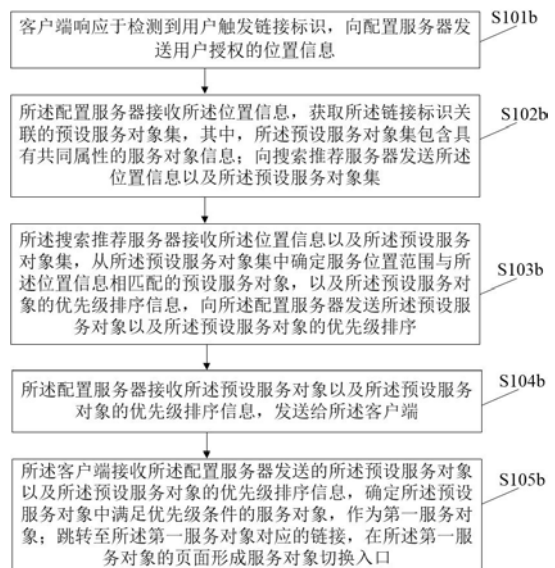 客户端响应于检测到用户触发链接标识，向配置服务器发
送用户授权的位置信息
S101b
所述配置服务器接收所述位置信息，获取所述链接标识关
联的预设服务对象集，其中，所述预设服务对象集包含具
有共同属性的服务对象信息；向搜索推荐服务器发送所述
位置信息以及所述预设服务对象集
S102b
所述搜索推荐服务器接收所述位置信息以及所述预设服务
对象集，从所述预设服务对象集中确定服务位置范围与所
述位置信息相匹配的预设服务对象，以及所述预设服务对
象的优先级排序信息，向所述配置服务器发送所述预设服
务对象以及所述预设服务对象的优先级排序
S103b
所述配置服务器接收所述预设服务对象以及所述预设服务
对象的优先级排序信息，发送给所述客户端
S104b
所述客户端接收所述配置服务器发送的所述预设服务对象
以及所述预设服务对象的优先级排序信息，确定所述预设
服务对象中满足优先级条件的服务对象，作为第一服务对
象；跳转至所述第一服务对象对应的链接，在所述第一服
务对象的页面形成服务对象切换入口
S105b